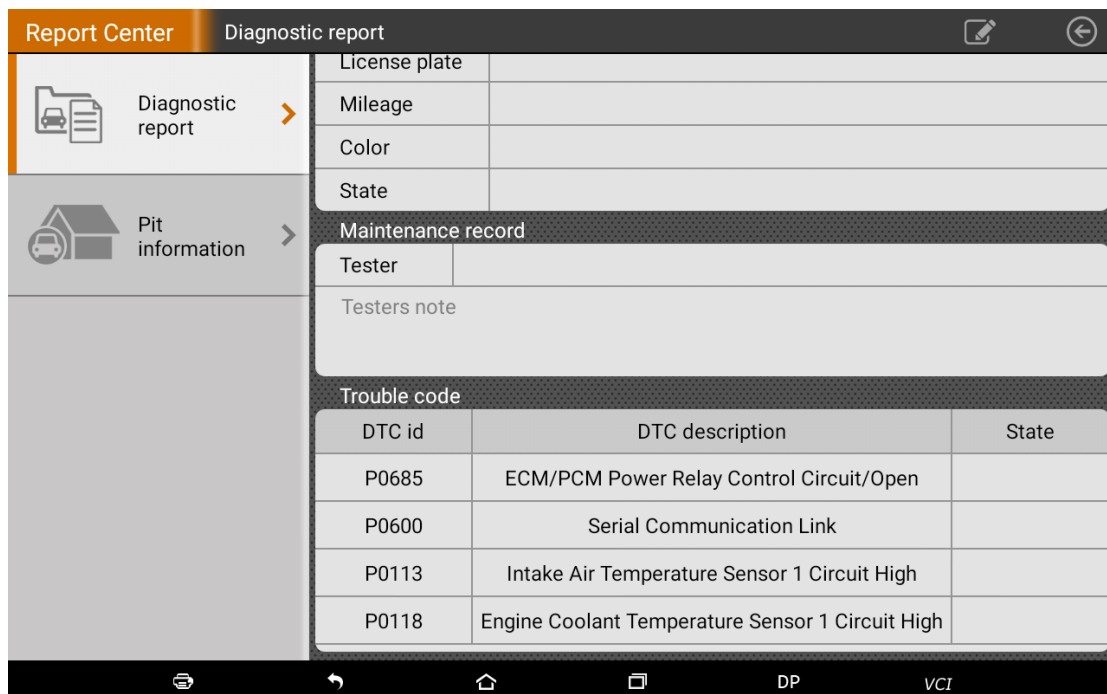 Report Center
Diagnostic report
Diagnostic
report
Pit
information
License plate
Mileage
Color
State
Maintenance record
Tester
Testers note
Trouble code
DTC id DTC description State
P0685 ECM/PCM Power Relay Control Circuit/Open
P0600 Serial Communication Link
P0113 Intake Air Temperature Sensor 1 Circuit High
P0118 Engine Coolant Temperature Sensor 1 Circuit High
DP VCI